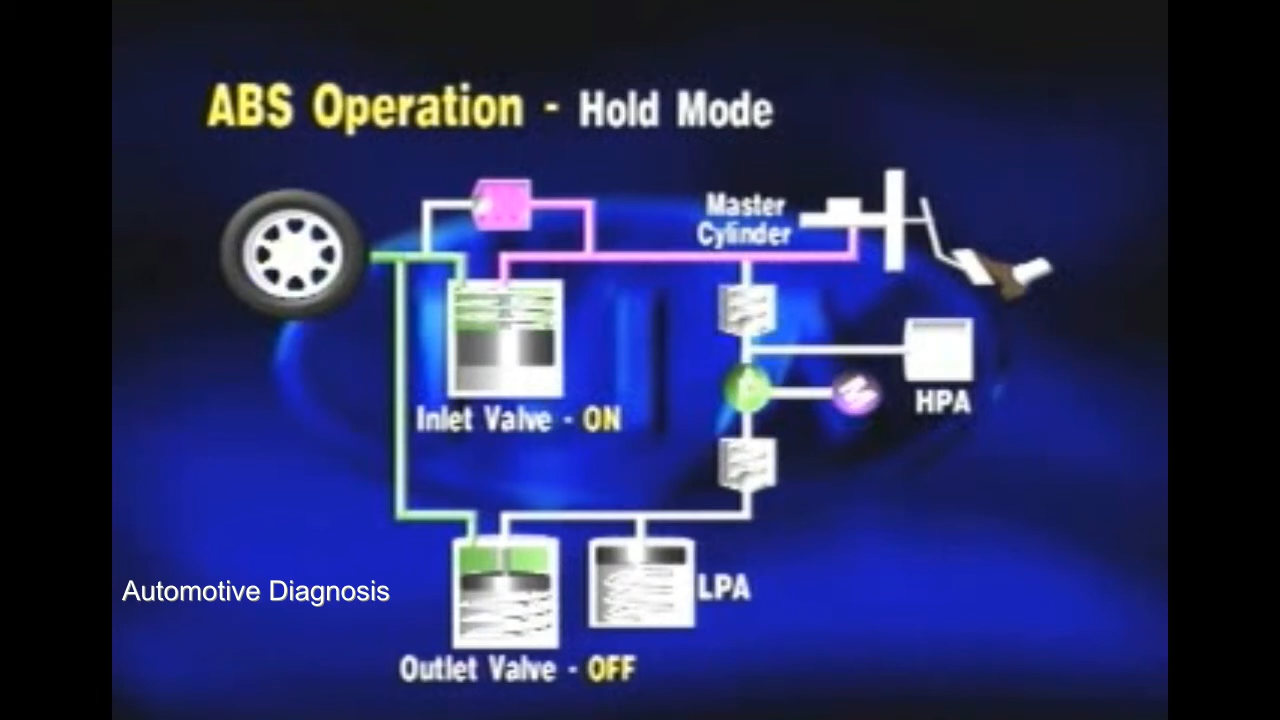 ABS Operation - Hold Mode
Master
Cylinder
HPA
Inlet Valve - ON
LPA
Automotive Diagnosis
Outlet Valve - OFF